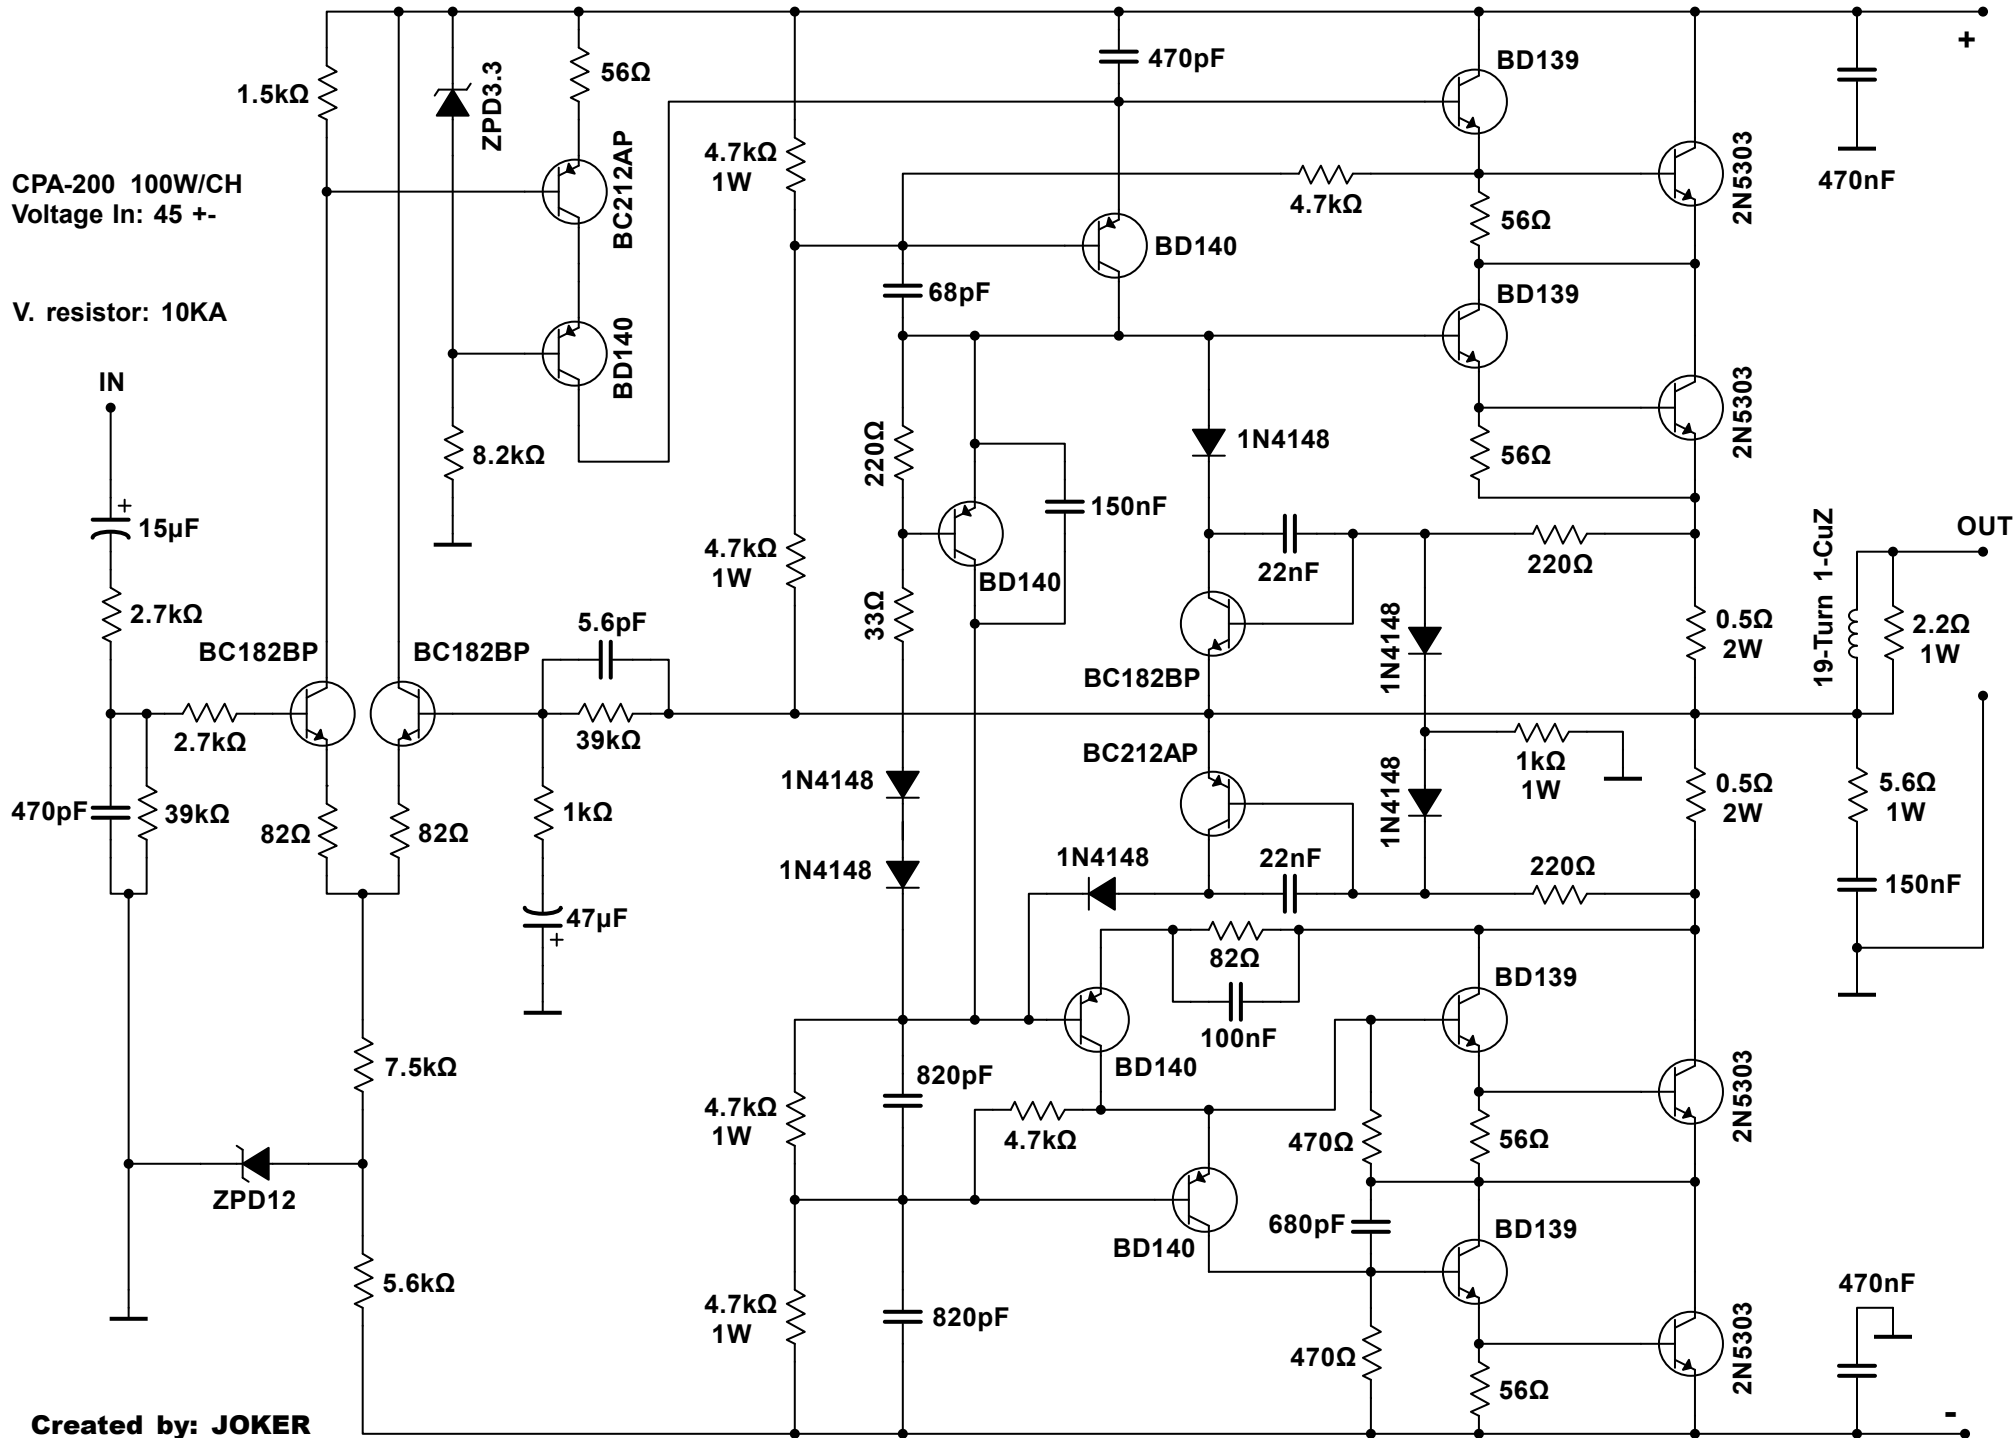 470pF
BD139
+
56Ω
1.5kΩ
ZPD3.3
BC212AP
4.7kΩ
1W
CPA-200 100W/CH
Voltage In: 45 +-
4.7kΩ
2N5303
470nF
56Ω
BD140
V. resistor: 10KA
68pF
BD139
BD140
IN
2N5303
1N4148
8.2kΩ
220Ω
56Ω
15µF
150nF
19-Turn 1-CuZ
OUT
4.7kΩ
1W
BD140
22nF
220Ω
2.7kΩ
33Ω
5.6pF
1N4148
0.5Ω
2W
2.2Ω
1W
BC182BP
BC182BP
BC182BP
2.7kΩ
39kΩ
BC212AP
1kΩ
1W
1N4148
1N4148
0.5Ω
2W
5.6Ω
1W
470pF
39kΩ
82Ω
82Ω
1kΩ
1N4148
1N4148
22nF
220Ω
150nF
47µF
+
+
82Ω
BD139
100nF
7.5kΩ
BD140
820pF
2N5303
4.7kΩ
1W
4.7kΩ
470Ω
56Ω
ZPD12
680pF
BD139
BD140
5.6kΩ
470nF
4.7kΩ
1W
820pF
2N5303
470Ω
56Ω
-
Created by: JOKER